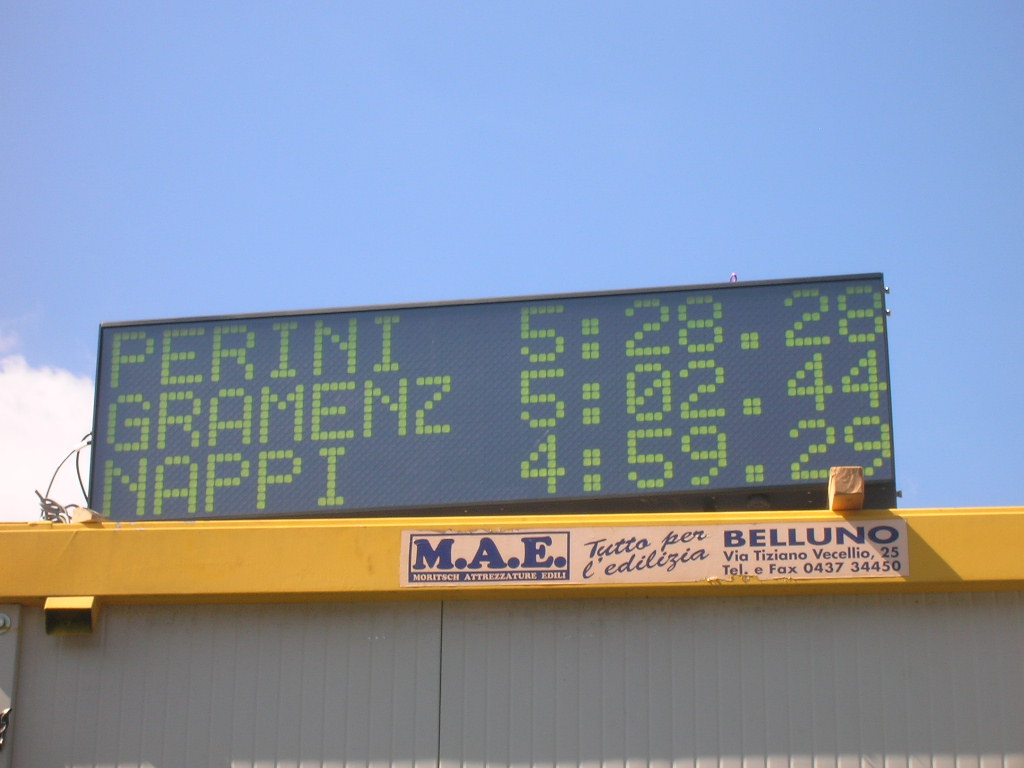 PERINI 5:28.28
GRAMENZ 5:02.44
NAPPI 4:59.29
M.A.E.
MORITSCH ATTREZZATURE EDILI
Tutto per
l'edilizia
BELLUNO
Via Tiziano Vecellio, 25
Tel. e Fax 0437 34450